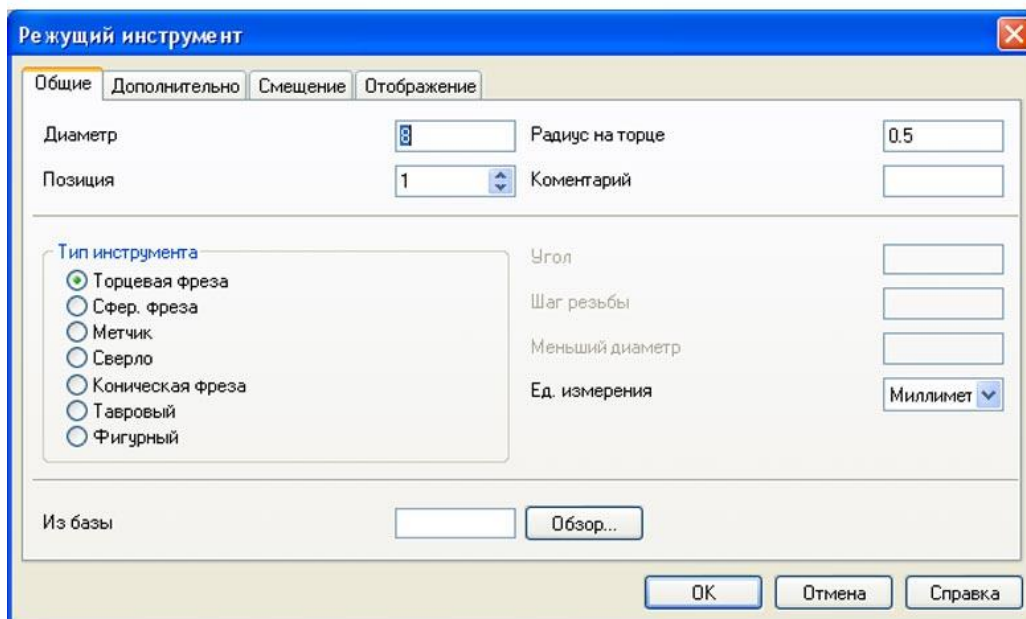 Режущий инструмент
Общие Дополнительно Смещение Отображение
Диаметр 8 Радиус на торце 0.5
Позиция 1 Коментарий
Тип инструмента
Торцевая фреза
Сфер. фреза
Метчик
Сверло
Коническая фреза
Тавровый
Фигурный
Угол
Шаг резьбы
Меньший диаметр
Ед. измерения Миллимет
Из базы Обзор...
OK Отмена Справка